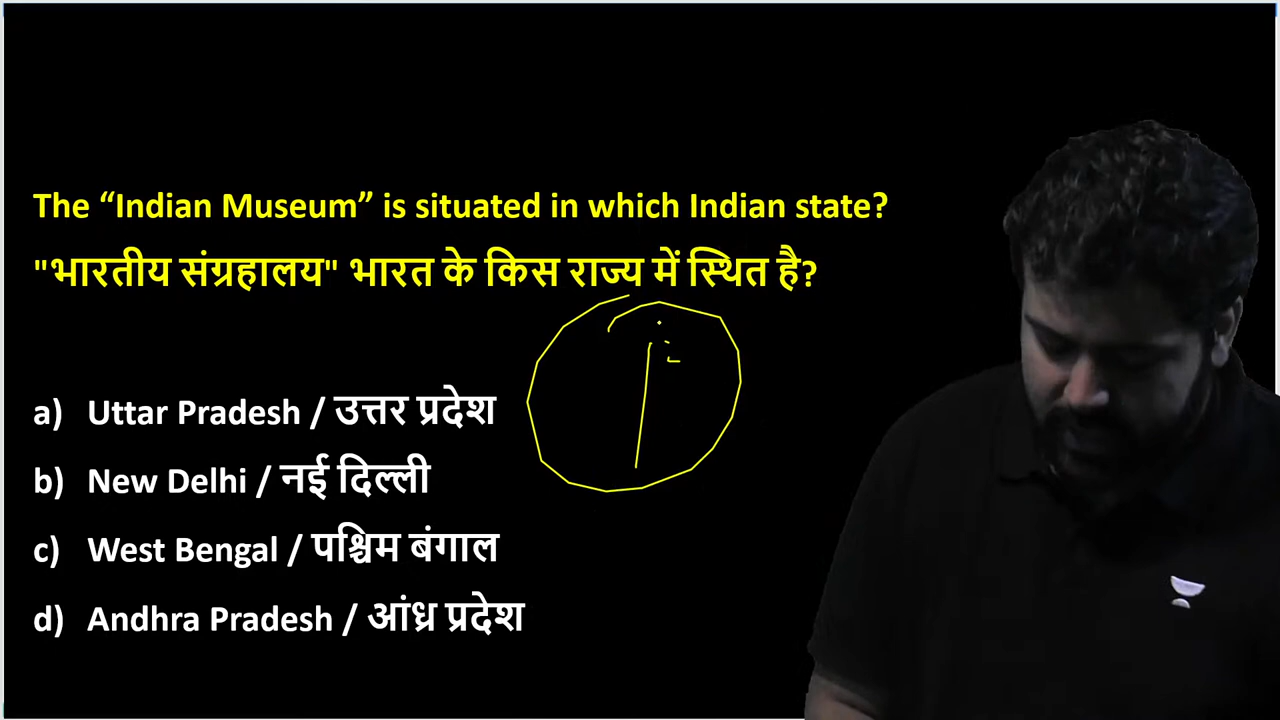 The “Indian Museum” is situated in which Indian state?
"भारतीय संग्रहालय" भारत के किस राज्य में स्थित है?
a) Uttar Pradesh / उत्तर प्रदेश
b) New Delhi / नई दिल्ली
c) West Bengal / पश्चिम बंगाल
d) Andhra Pradesh / आंध्र प्रदेश